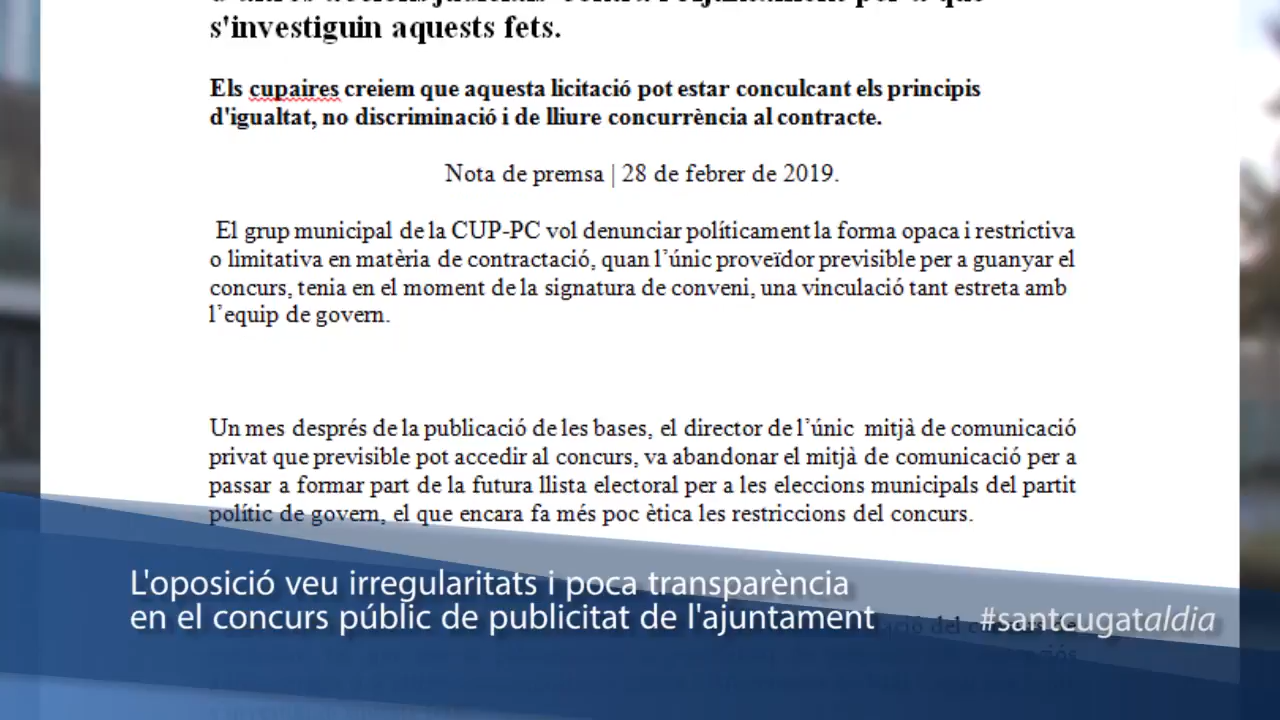 s'investiguin aquests fets.
Els cupaires creiem que aquesta licitació pot estar conculcant els principis
d'igualtat, no discriminació i de lliure concurrència al contracte.
Nota de premsa | 28 de febrer de 2019.
El grup municipal de la CUP-PC vol denunciar políticament la forma opaca i restrictiva
o limitativa en matèria de contractació, quan l’únic proveïdor previsible per a guanyar el
concurs, tenia en el moment de la signatura de conveni, una vinculació tant estreta amb
l’equip de govern.
Un mes després de la publicació de les bases, el director de l’únic mitjà de comunicació
privat que previsible pot accedir al concurs, va abandonar el mitjà de comunicació per a
passar a formar part de la futura llista electoral per a les eleccions municipals del partit
polític de govern, el que encara fa més poc ètica les restriccions del concurs.
L'oposició veu irregularitats i poca transparència
en el concurs públic de publicitat de l'ajuntament
#santcugataldia